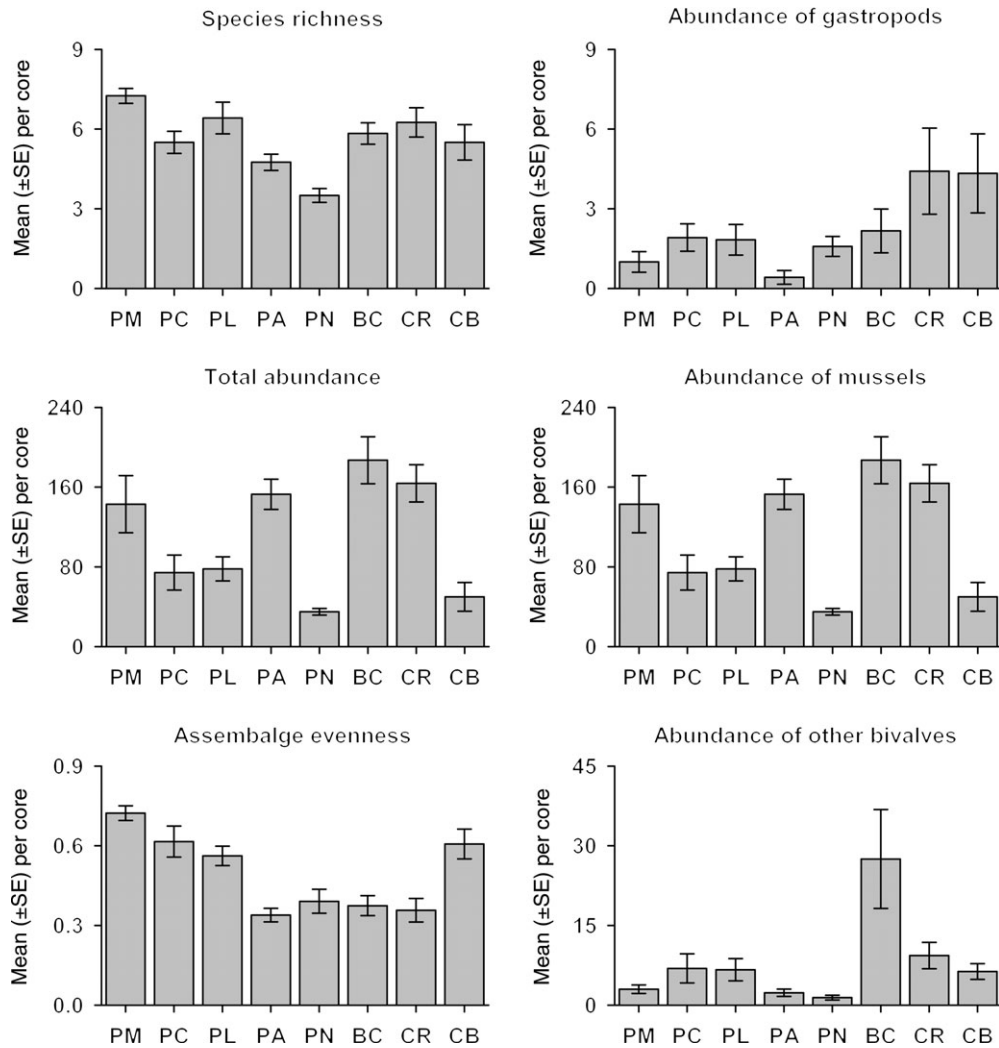 Species richness
Mean (±SE) per core
9
6
3
0
PM PC PL PA PN BC CR CB
Abundance of gastropods
Mean (±SE) per core
9
6
3
0
PM PC PL PA PN BC CR CB
Total abundance
Mean (±SE) per core
240
160
80
0
PM PC PL PA PN BC CR CB
Abundance of mussels
Mean (±SE) per core
240
160
80
0
PM PC PL PA PN BC CR CB
Assembalge evenness
Mean (±SE) per core
0.9
0.6
0.3
0.0
PM PC PL PA PN BC CR CB
Abundance of other bivalves
Mean (±SE) per core
45
30
15
0
PM PC PL PA PN BC CR CB